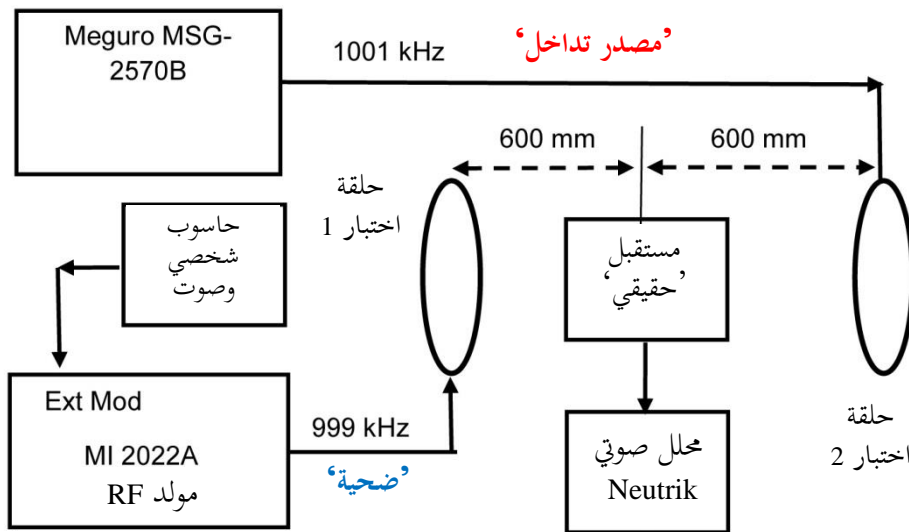 Meguro MSG-
2570B
1001 kHz
’مصدر تداخل‘
600 mm
600 mm
حلقة
اختبار 1
حاسوب
شخصي
وصوت
مستقبل
’حقيقي‘
Ext Mod
MI 2022A
مولد RF
999 kHz
’ضحية‘
محلل صوتي
Neutrik
حلقة
اختبار 2